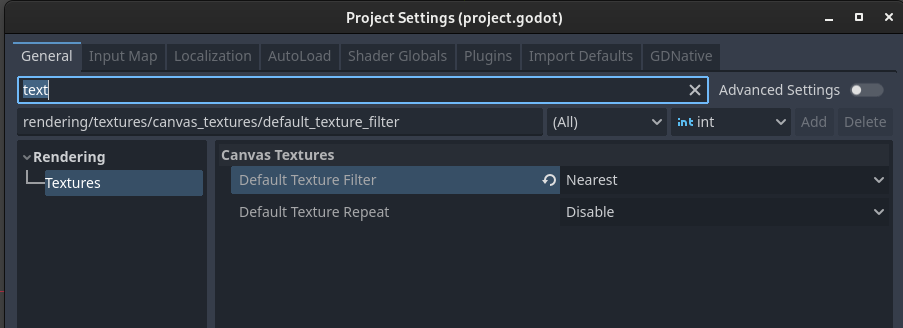 Project Settings (project.godot)
General Input Map Localization AutoLoad Shader Globals Plugins Import Defaults GDNative
text Advanced Settings
rendering/textures/canvas_textures/default_texture_filter (All) int int Add Delete
Rendering Canvas Textures
Textures Default Texture Filter Nearest
Default Texture Repeat Disable